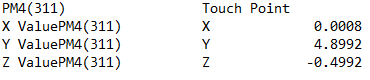 PM4(311) Touch Point
X ValuePM4(311) X 0.0008
Y ValuePM4(311) Y 4.8992
Z ValuePM4(311) Z -0.4992